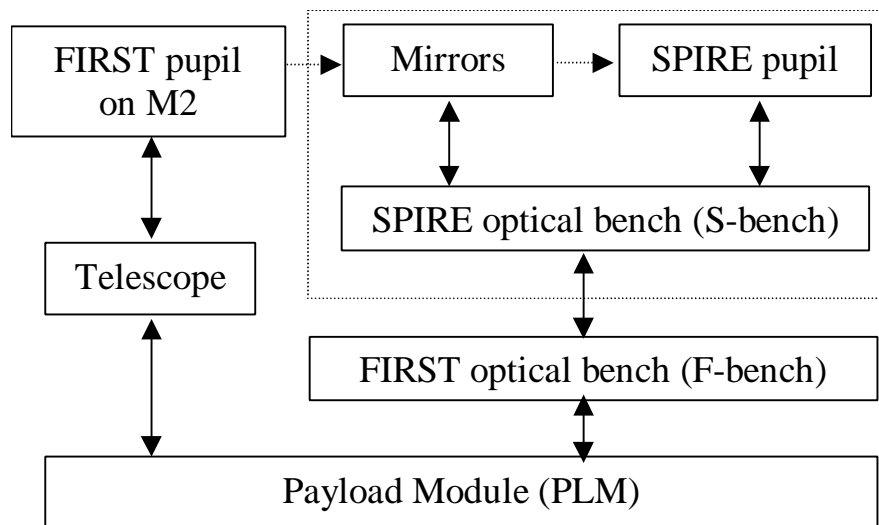 FIRST pupil
on M2
Mirrors
SPIRE pupil
SPIRE optical bench (S-bench)
Telescope
FIRST optical bench (F-bench)
Payload Module (PLM)